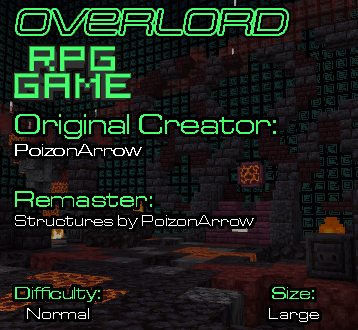 OVERLORD
RPG
GAME
Original Creator:
PoizonArrow
Remaster:
Structures by PoizonArrow
Difficulty:
Normal
Size:
Large